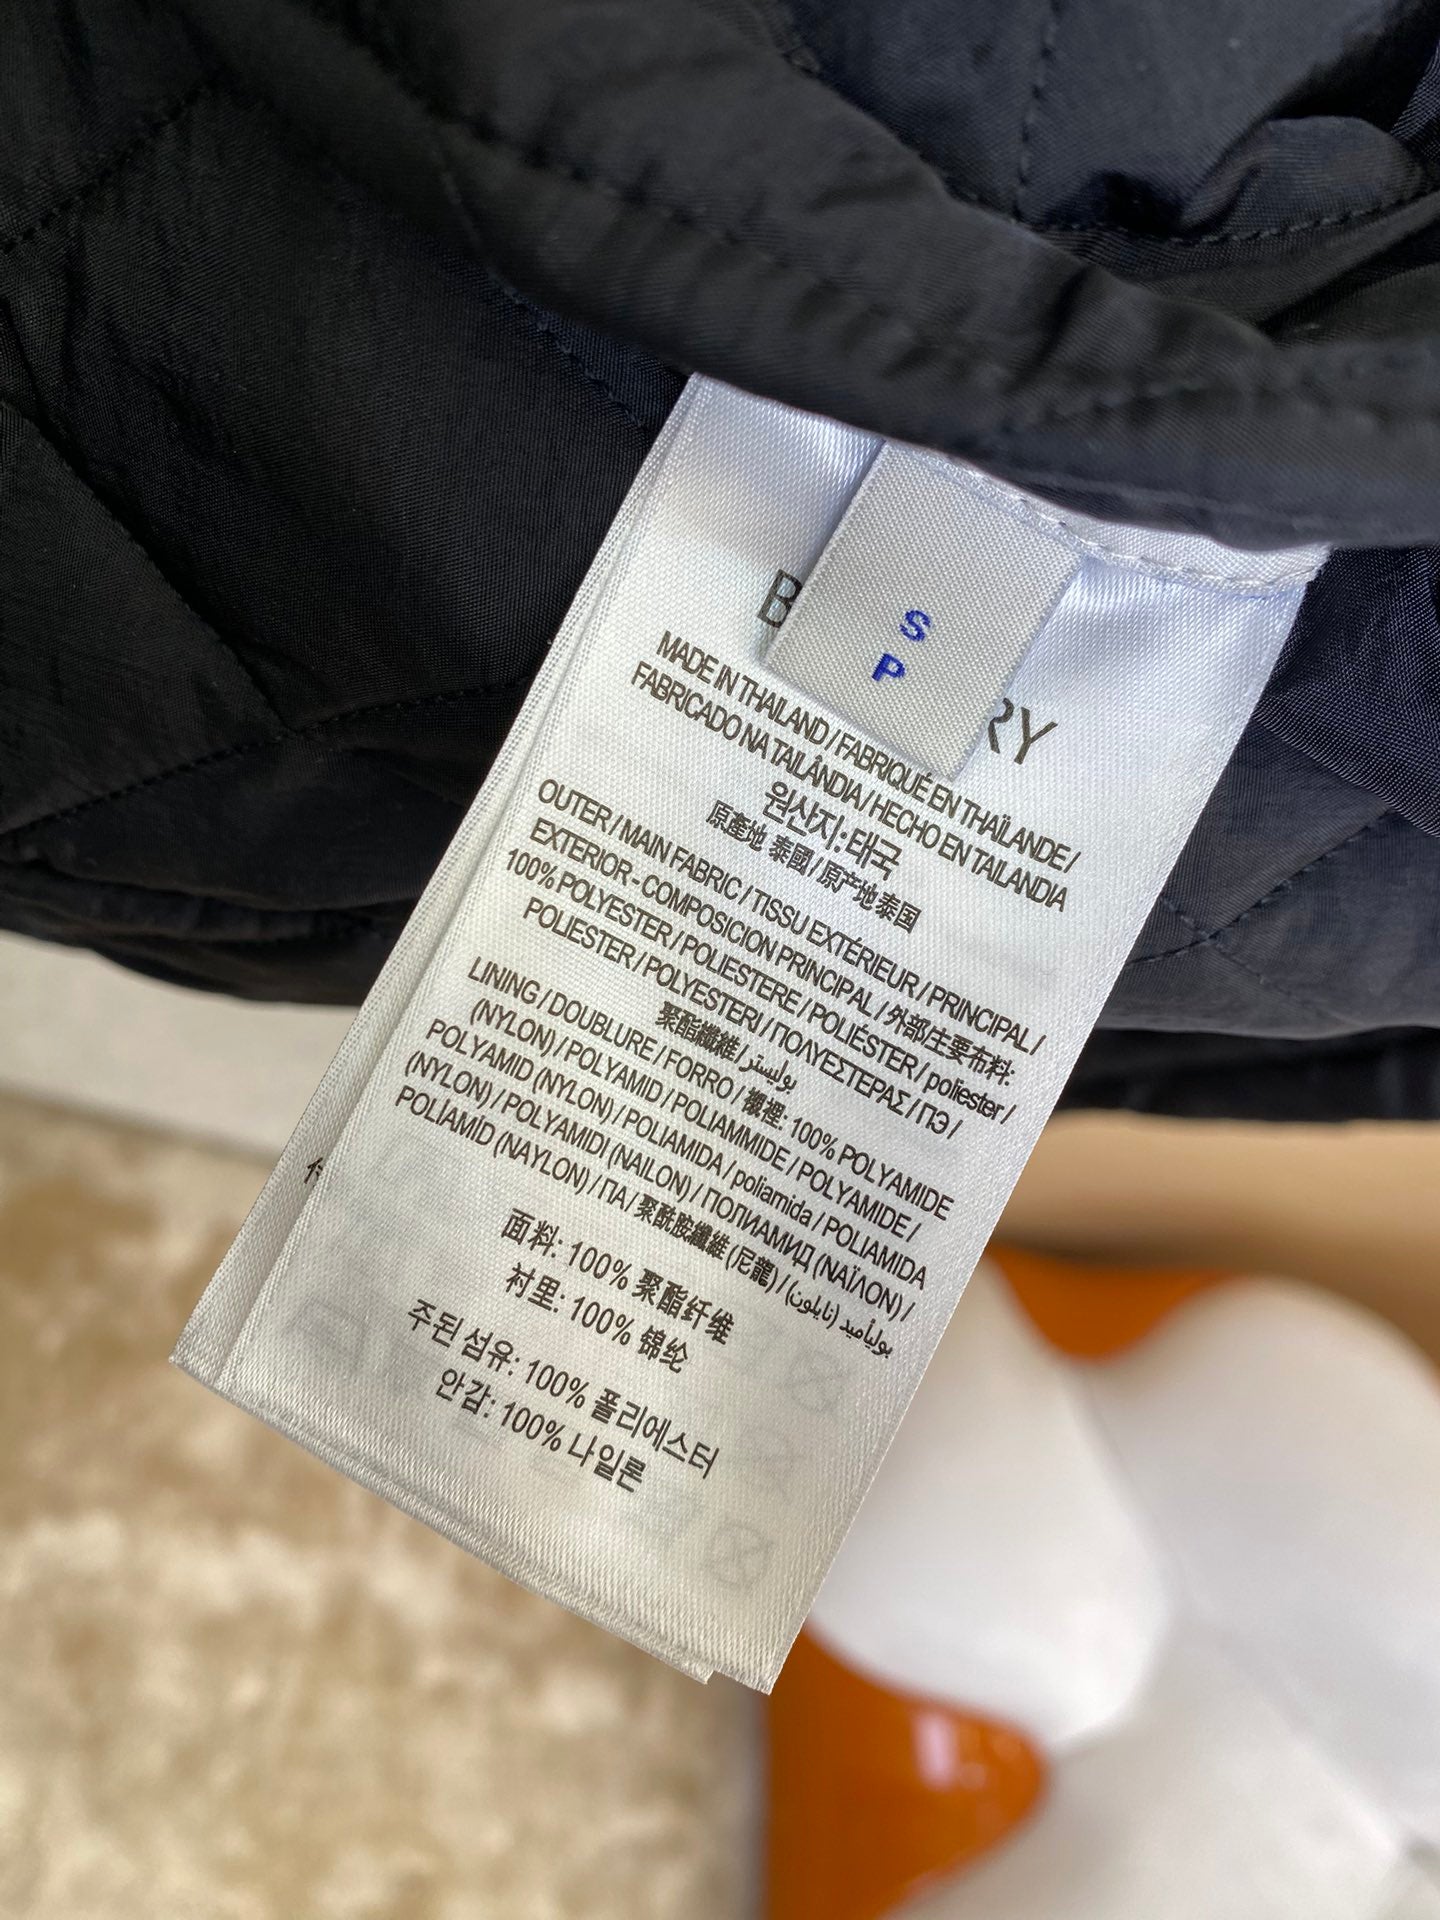 S
P
B RY
MADE IN THAILAND / FABRIQUÉ EN THAÏLANDE /
FABRICADO NA TAILÂNDIA / HECHO EN TAILANDIA
원산지:태국
原產地 泰國 / 原产地 泰国
OUTER / MAIN FABRIC / TISSU EXTÉRIEUR / PRINCIPAL /
EXTERIOR - COMPOSICION PRINCIPAL / 外部/主要布料:
100% POLYESTER / POLIESTERE / POLIÉSTER / poliester /
POLIESTER / POLYESTERI / ΠΟΛΥΕΣΤΕΡΑΣ / ПЭ /
聚酯纖維 / بوليستر
LINING / DOUBLURE / FORRO / 襯裡: 100% POLYAMIDE
(NYLON) / POLYAMID / POLIAMMIDE / POLYAMIDE /
POLYAMID (NYLON) / POLIAMIDA / poliamida / POLIAMIDA
(NYLON) / POLYAMIDI (NAILON) / ПОЛИАМИД (ΝΑΪΛΟΝ) /
POLİAMİD (NAYLON) / ПА / 聚酰胺纖維 (尼龍) / بولیأمید (نایلون)
面料: 100% 聚酯纤维
衬里: 100% 锦纶
주된 섬유: 100% 폴리에스터
안감: 100% 나일론